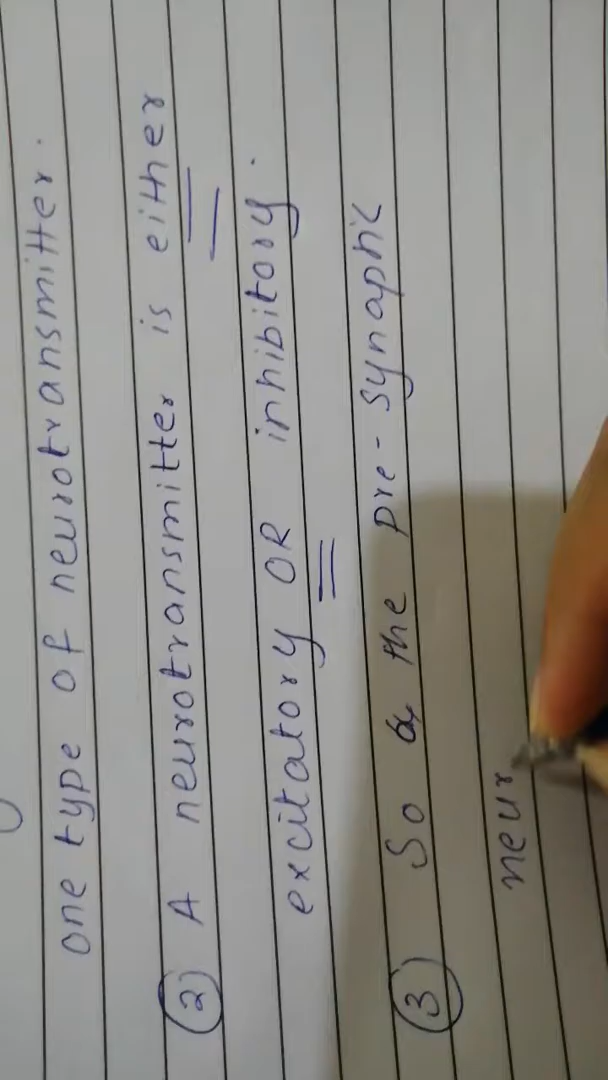 one type of neurotransmitter.
(2) A neurotransmitter is either
excitatory OR inhibitory.
(3) So the pre-synaptic
neur